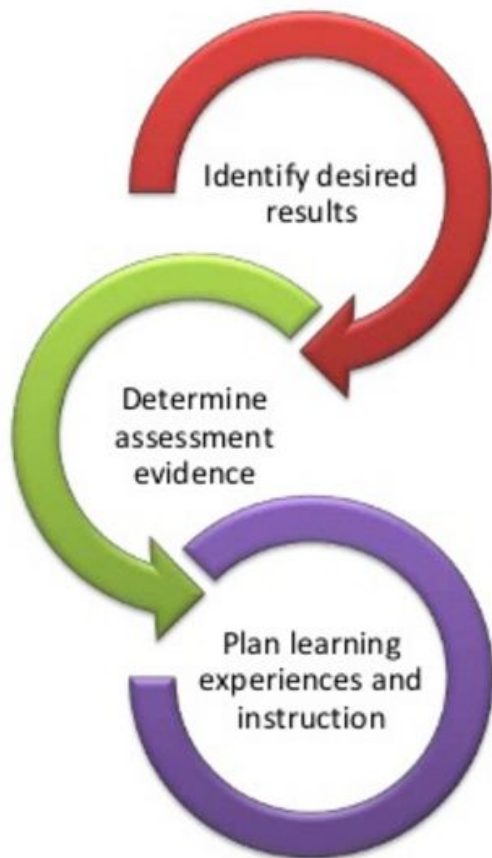 Identify desired
results
Determine
assessment
evidence
Plan learning
experiences and
instruction